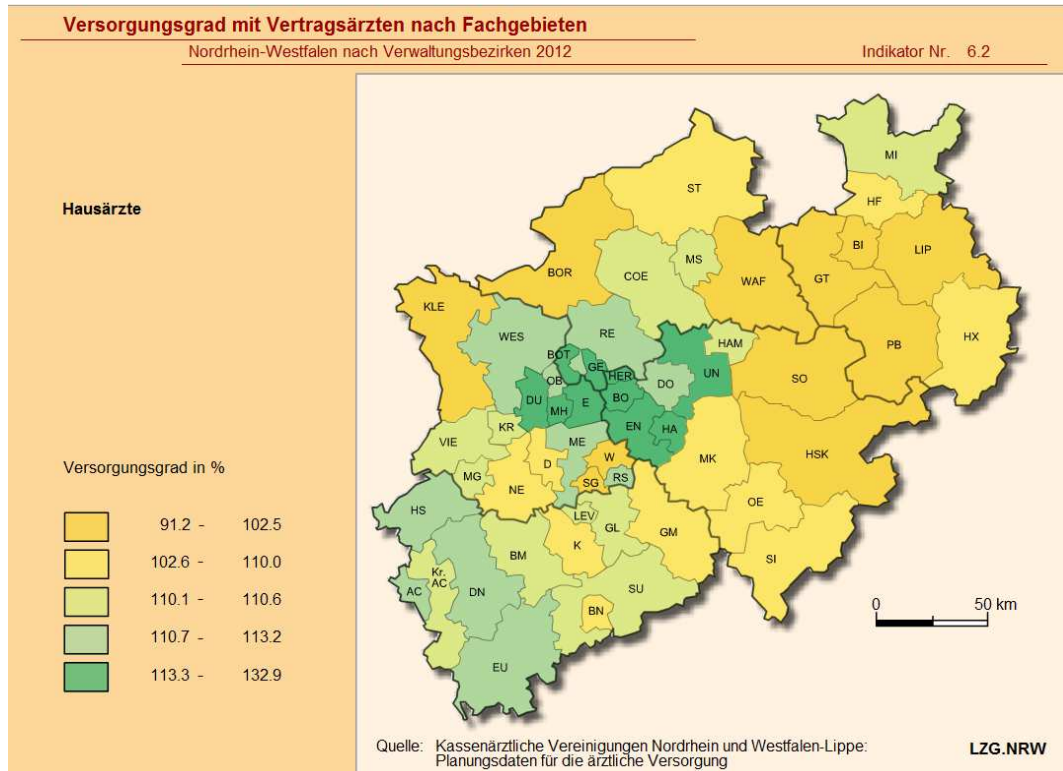 Versorgungsgrad mit Vertragsärzten nach Fachgebieten
Nordrhein-Westfalen nach Verwaltungsbezirken 2012 Indikator Nr. 6.2
Hausärzte
Versorgungsgrad in %
91.2 - 102.5
102.6 - 110.0
110.1 - 110.6
110.7 - 113.2
113.3 - 132.9
MI
ST
HF
BI
LIP
MS
BOR
COE
WAF
GT
KLE
WES
RE
HAM
PB
HX
BOT
GE
HER
OB
DO
UN
SO
DU
MH
E
BO
EN
HA
KR
VIE
ME
MK
HSK
D
W
MG
NE
SG
RS
OE
HS
LEV
GL
GM
BM
K
SI
Kr.
AC
AC
DN
SU
BN
EU
0 50 km
Quelle: Kassenärztliche Vereinigungen Nordrhein und Westfalen-Lippe:
Planungsdaten für die ärztliche Versorgung
LZG.NRW